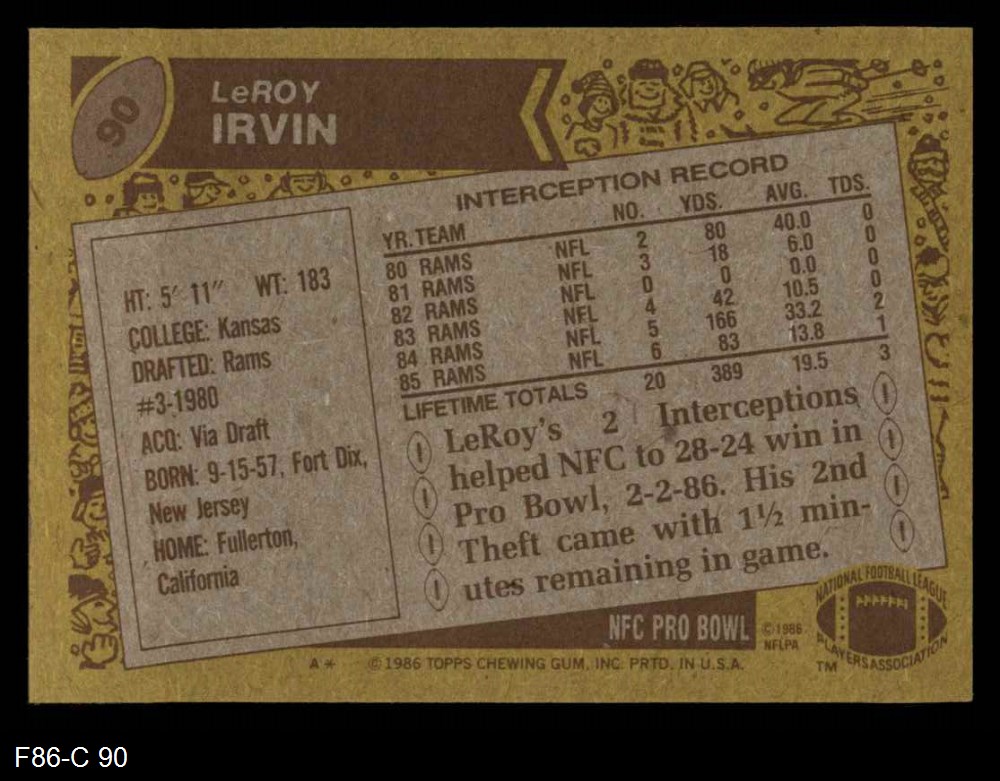 90
LeROY
IRVIN
INTERCEPTION RECORD
YR. TEAM NO. YDS. AVG. TDS.
80 RAMS NFL 2 80 40.0 0
81 RAMS NFL 3 18 6.0 0
82 RAMS NFL 0 0 0.0 0
83 RAMS NFL 4 42 10.5 0
84 RAMS NFL 5 166 33.2 2
85 RAMS NFL 6 83 13.8 1
LIFETIME TOTALS 20 389 19.5 3
HT: 5' 11" WT: 183
COLLEGE: Kansas
DRAFTED: Rams
#3-1980
ACQ: Via Draft
BORN: 9-15-57, Fort Dix,
New Jersey
HOME: Fullerton,
California
LeRoy's 2 Interceptions
helped NFC to 28-24 win in
Pro Bowl, 2-2-86. His 2nd
Theft came with 1½ min-
utes remaining in game.
NFC PRO BOWL
©1986
NFLPA
NATIONAL FOOTBALL LEAGUE
PLAYERS ASSOCIATION
TM
A* ©1986 TOPPS CHEWING GUM, INC. PRTD. IN U.S.A.
F86-C 90